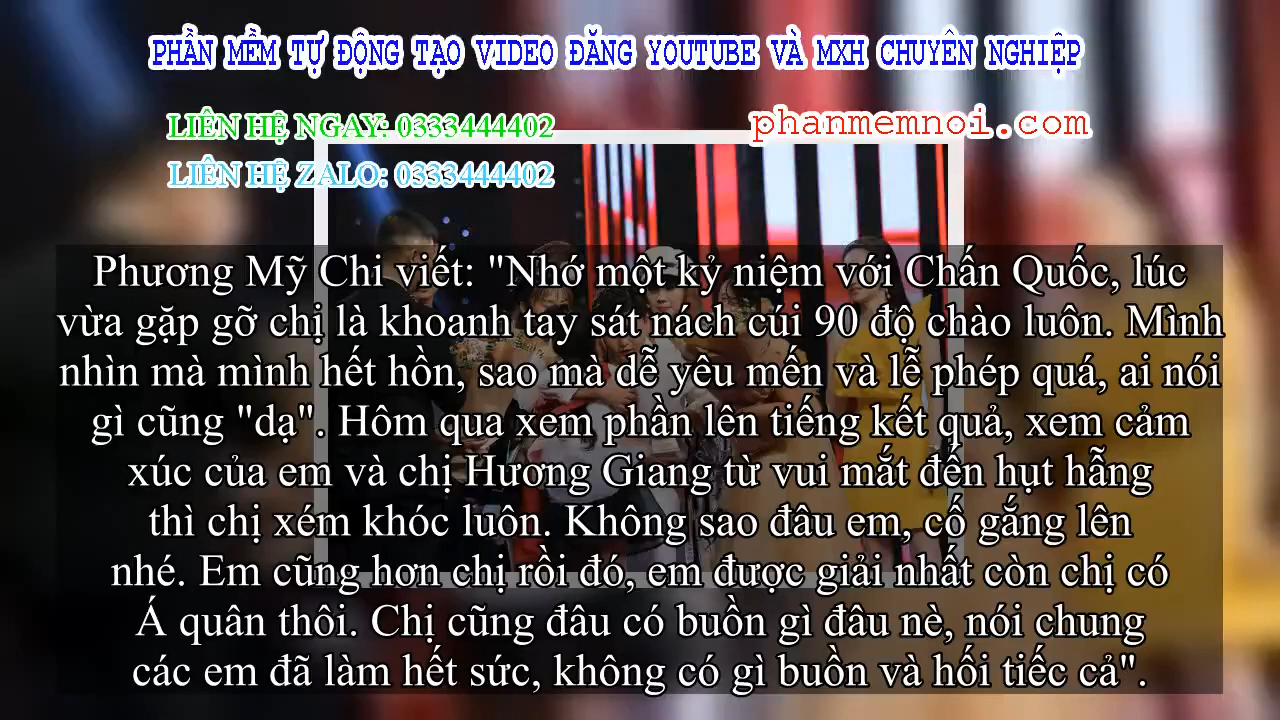 PHẦN MỀM TỰ ĐỘNG TẠO VIDEO ĐĂNG YOUTUBE VÀ MXH CHUYÊN NGHIỆP
LIÊN HỆ NGAY: 0333444402
phanmemnoi.com
LIÊN HỆ ZALO: 0333444402
Phương Mỹ Chi viết: "Nhớ một kỷ niệm với Chấn Quốc, lúc
vừa gặp gỡ chị là khoanh tay sát nách cúi 90 độ chào luôn. Mình
nhìn mà mình hết hồn, sao mà dễ yêu mến và lễ phép quá, ai nói
gì cũng "dạ". Hôm qua xem phần lên tiếng kết quả, xem cảm
xúc của em và chị Hương Giang từ vui mắt đến hụt hẫng
thì chị xém khóc luôn. Không sao đâu em, cố gắng lên
nhé. Em cũng hơn chị rồi đó, em được giải nhất còn chị có
Á quân thôi. Chị cũng đâu có buồn gì đâu nè, nói chung
các em đã làm hết sức, không có gì buồn và hối tiếc cả".